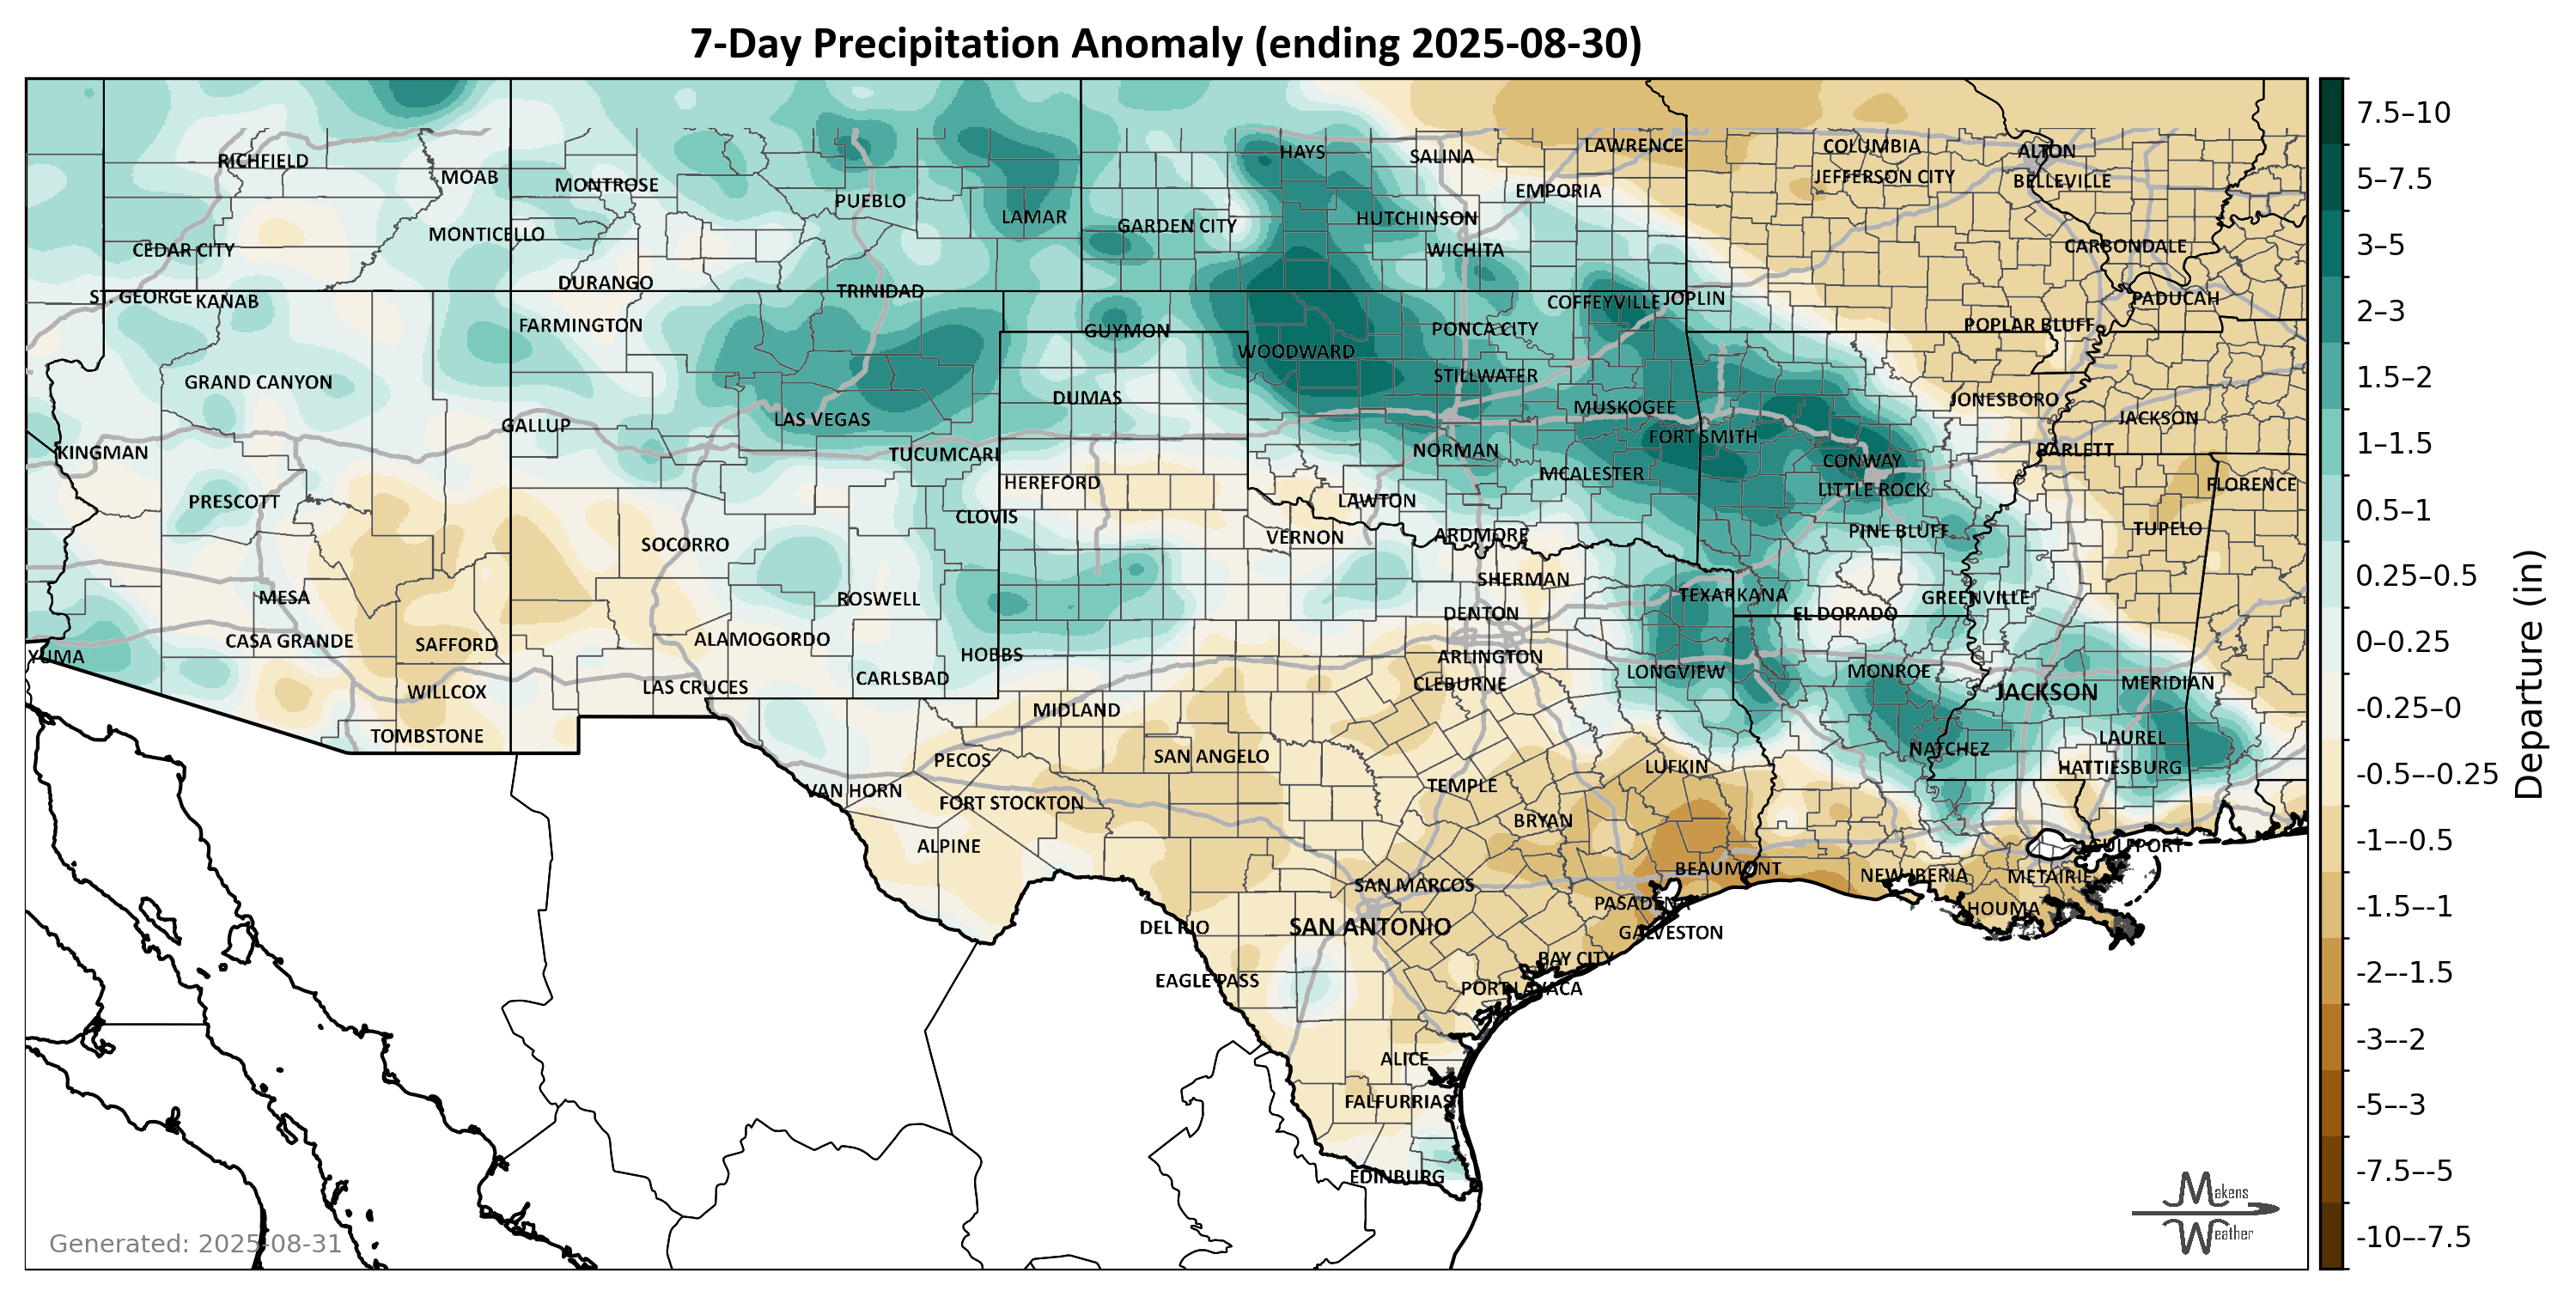 7-Day Precipitation Anomaly (ending 2025-08-30)
7.5–10
HAYS
SALINA
LAWRENCE
COLUMBIA
ALTON
RICHFIELD
MOAB
MONTROSE
EMPORIA
JEFFERSON CITY
BELLEVILLE
5–7.5
PUEBLO
LAMAR
GARDEN CITY
HUTCHINSON
MONTICELLO
CEDAR CITY
WICHITA
CARBONDALE
3–5
DURANGO
TRINIDAD
ST. GEORGE
KANAB
COFFEYVILLE
JOPLIN
PADUCAH
2–3
FARMINGTON
GUYMON
PONCA CITY
POPLAR BLUFF
WOODWARD
GRAND CANYON
STILLWATER
1.5–2
DUMAS
MUSKOGEE
JONESBORO
LAS VEGAS
GALLUP
JACKSON
FORT SMITH
1–1.5
KINGMAN
TUCUMCARI
NORMAN
BARLETT
CONWAY
HEREFORD
MCALESTER
LITTLE ROCK
FLORENCE
PRESCOTT
LAWTON
0.5–1
CLOVIS
VERNON
ARDMORE
PINE BLUFF
TUPELO
SOCORRO
SHERMAN
0.25–0.5
MESA
ROSWELL
TEXARKANA
GREENVILLE
DENTON
EL DORADO
CASA GRANDE
SAFFORD
ALAMOGORDO
0–0.25
YUMA
HOBBS
ARLINGTON
LONGVIEW
MONROE
CARLSBAD
CLEBURNE
MERIDIAN
WILLCOX
LAS CRUCES
JACKSON
Departure (in)
-0.25–0
MIDLAND
TOMBSTONE
LAUREL
PECOS
SAN ANGELO
NATCHEZ
LUFKIN
HATTIESBURG
-0.5–-0.25
VAN HORN
FORT STOCKTON
TEMPLE
BRYAN
ALPINE
GULFPORT
-1–-0.5
BEAUMONT
SAN MARCOS
NEW IBERIA
METAIRIE
PASADENA
HOUMA
-1.5–-1
DEL RIO
SAN ANTONIO
GALVESTON
BAY CITY
EAGLE PASS
PORT LAVACA
-2–-1.5
ALICE
-3–-2
FALFURRIAS
-5–-3
EDINBURG
-7.5–-5
Makens
Weather
Generated: 2025-08-31
-10–-7.5